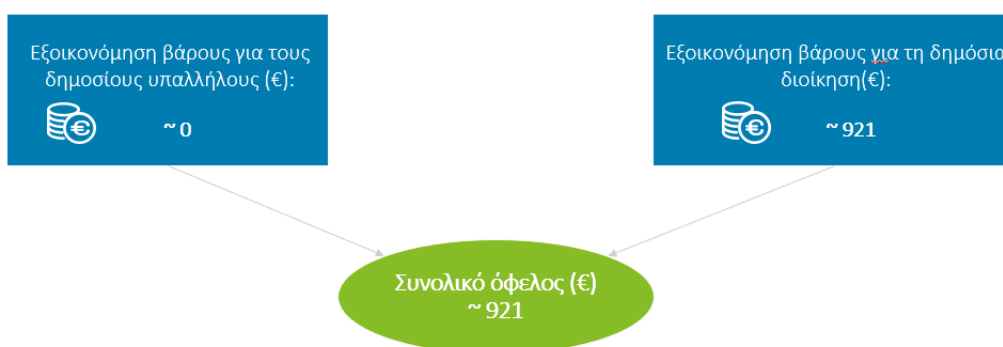 Εξοικονόμηση βάρους για τους
δημοσίους υπαλλήλους (€):
~ 0
Εξοικονόμηση βάρους για τη δημόσια
διοίκηση(€):
~ 921
Συνολικό όφελος (€)
~ 921